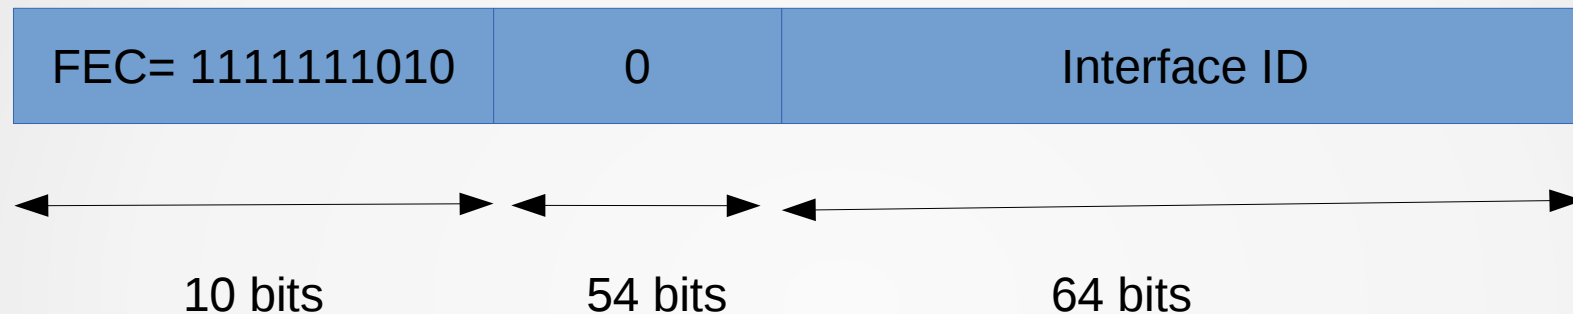 FEC= 1111111010 0 Interface ID
10 bits 54 bits 64 bits